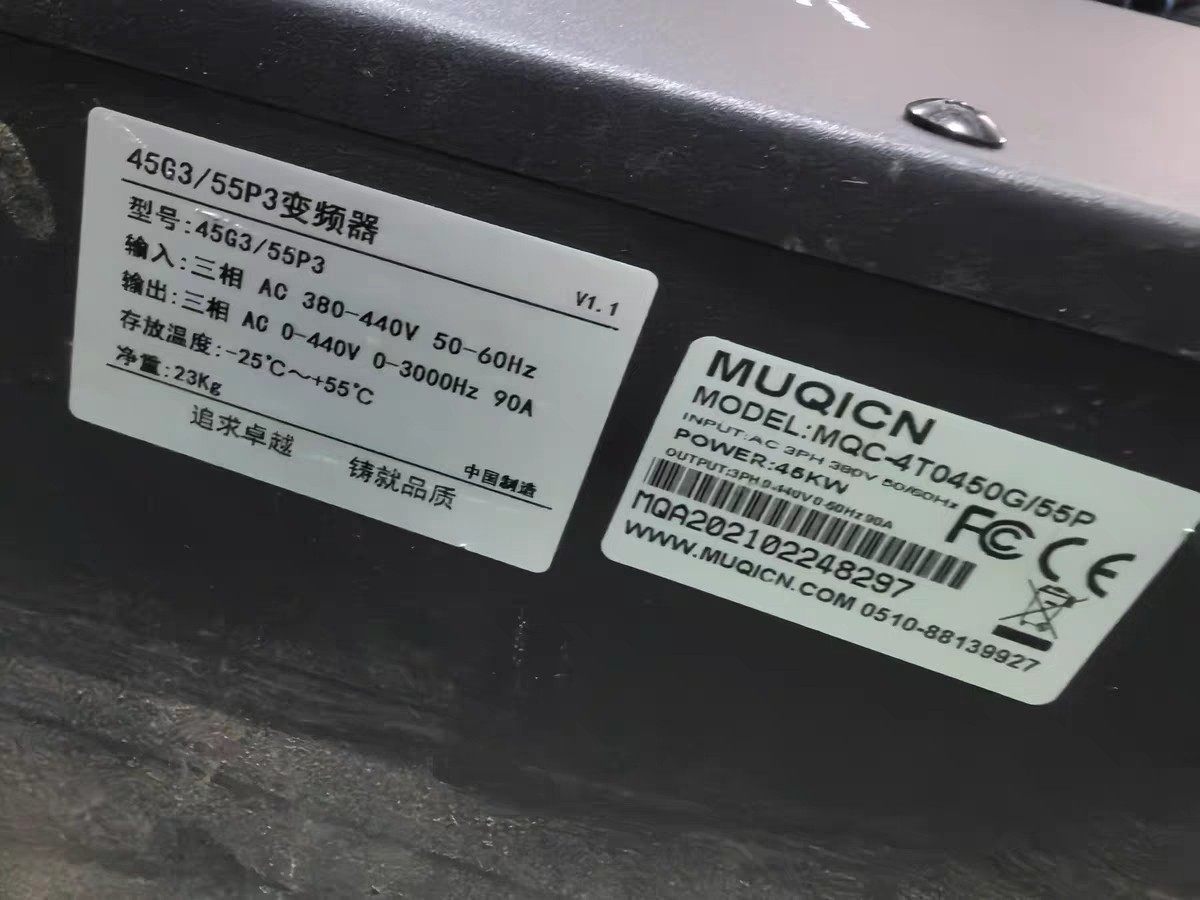 45G3/55P3变频器
V1.1
型号:45G3/55P3
输入:三相 AC 380-440V 50-60Hz
输出:三相 AC 0-440V 0-3000Hz 90A
存放温度:-25℃~+55℃
净重:23Kg
中国制造
追求卓越 铸就品质
MUQICN
MODEL:MQC-4T0450G/55P
INPUT:AC 3PH 380V 50/60Hz
POWER:45KW
OUTPUT:3PH 0-440V 0-60Hz 90A
FC CE
MQA202102248297
WWW.MUQICN.COM 0510-88139927